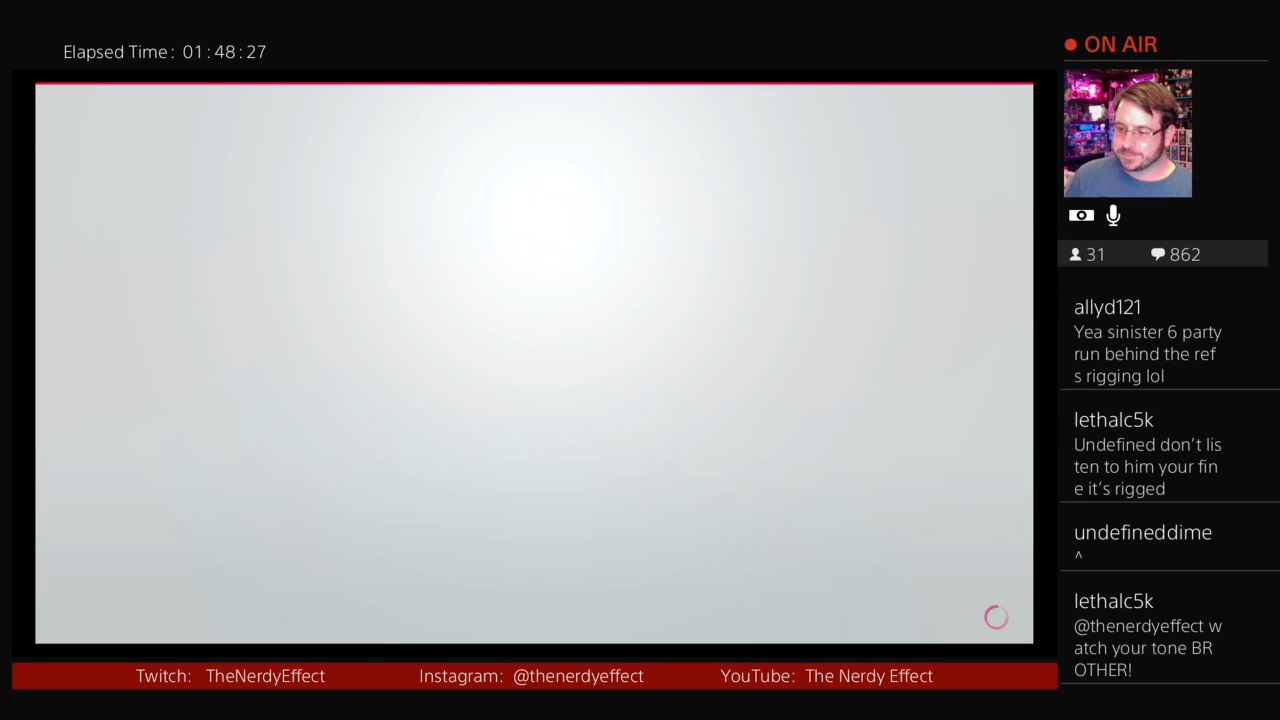 Elapsed Time: 01:48:27
ON AIR
31 862
allyd121
Yea sinister 6 party
run behind the ref
s rigging lol
lethalc5k
Undefined don't lis
ten to him your fin
e it's rigged
undefineddime
^
lethalc5k
@thenerdyeffect w
atch your tone BR
OTHER!
Twitch: TheNerdyEffect Instagram: @thenerdyeffect YouTube: The Nerdy Effect